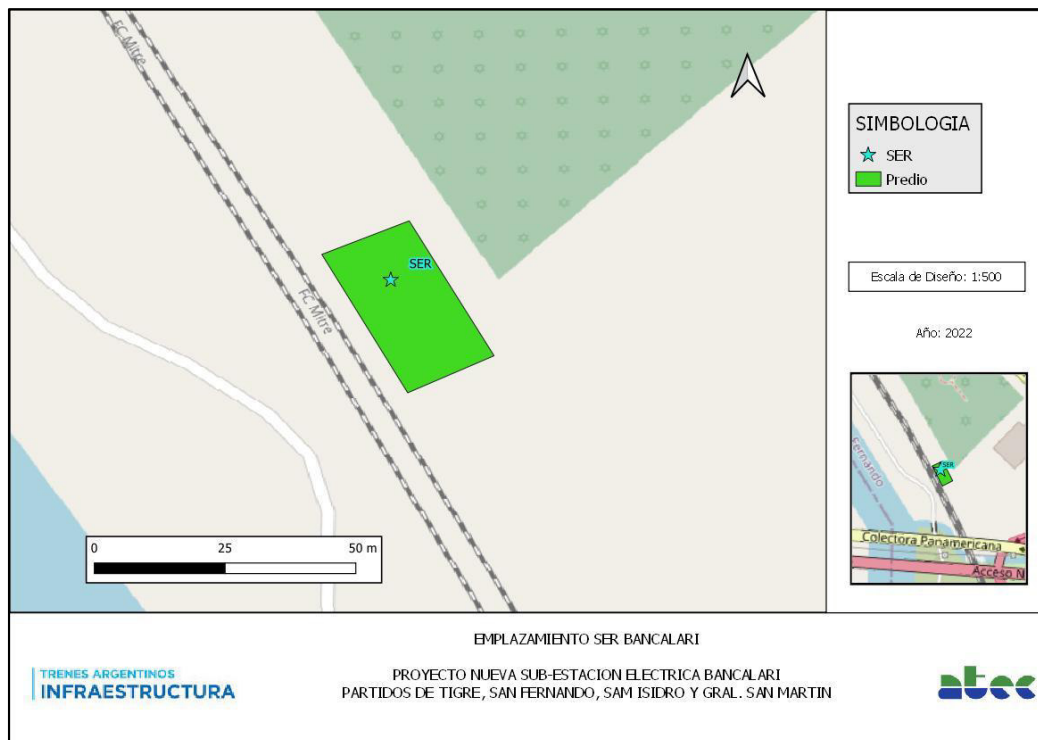 FC Mitre
FC Mitre
SER
0 25 50 m
SIMBOLOGIA
SER
Predio
Escala de Diseño: 1:500
Año: 2022
Fernando
SER
Colectora Panamericana
Acceso N
EMPLAZAMIENTO SER BANCALARI
PROYECTO NUEVA SUB-ESTACION ELECTRICA BANCALARI
PARTIDOS DE TIGRE, SAN FERNANDO, SAM ISIDRO Y GRAL. SAN MARTIN
TRENES ARGENTINOS
INFRAESTRUCTURA
atec